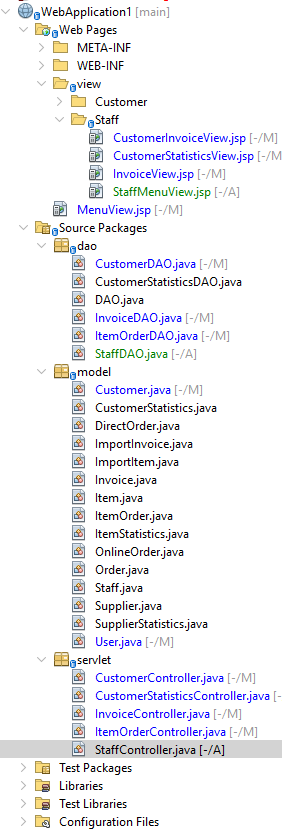 WebApplication1 [main]
Web Pages
META-INF
WEB-INF
view
Customer
Staff
CustomerInvoiceView.jsp [-/M]
CustomerStatisticsView.jsp [-/M]
InvoiceView.jsp [-/M]
StaffMenuView.jsp [-/A]
MenuView.jsp [-/M]
Source Packages
dao
CustomerDAO.java [-/M]
CustomerStatisticsDAO.java
DAO.java
InvoiceDAO.java [-/M]
ItemOrderDAO.java [-/M]
StaffDAO.java [-/A]
model
Customer.java [-/M]
CustomerStatistics.java
DirectOrder.java
ImportInvoice.java
ImportItem.java
Invoice.java
Item.java
ItemOrder.java
ItemStatistics.java
OnlineOrder.java
Order.java
Staff.java
Supplier.java
SupplierStatistics.java
User.java [-/M]
servlet
CustomerController.java [-/M]
CustomerStatisticsController.java [-
InvoiceController.java [-/M]
ItemOrderController.java [-/M]
StaffController.java [-/A]
Test Packages
Libraries
Test Libraries
Configuration Files